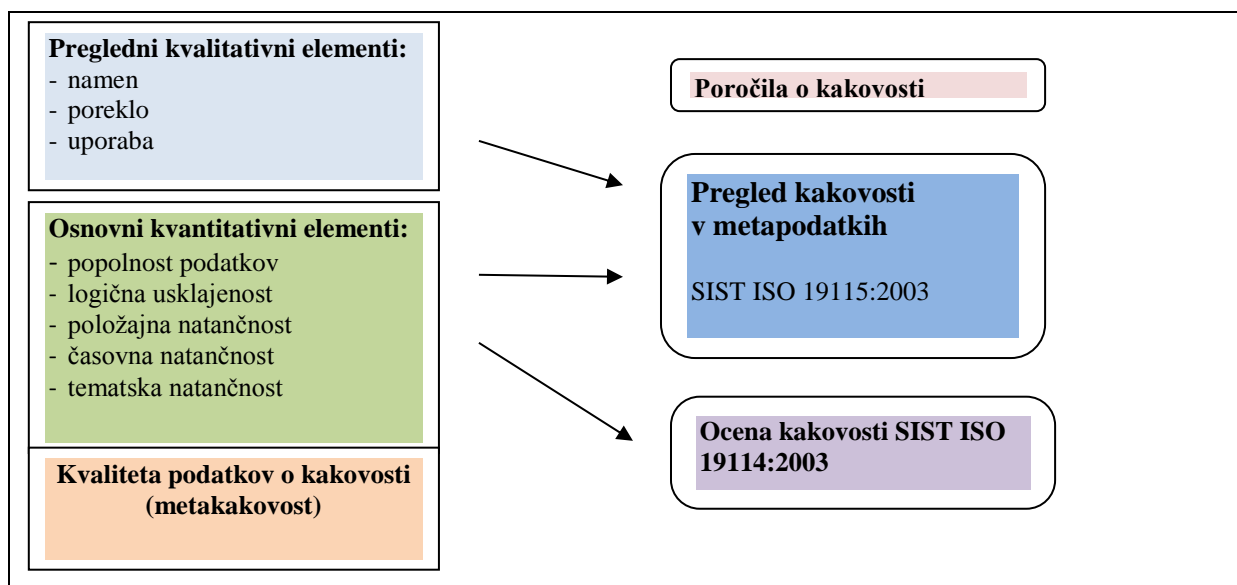 Pregledni kvalitativni elementi:
- namen
- poreklo
- uporaba
Osnovni kvantitativni elementi:
- popolnost podatkov
- logična usklajenost
- položajna natančnost
- časovna natančnost
- tematska natančnost
Kvaliteta podatkov o kakovosti
(metakakovost)
Poročila o kakovosti
Pregled kakovosti
v metapodatkih
SIST ISO 19115:2003
Ocena kakovosti SIST ISO
19114:2003